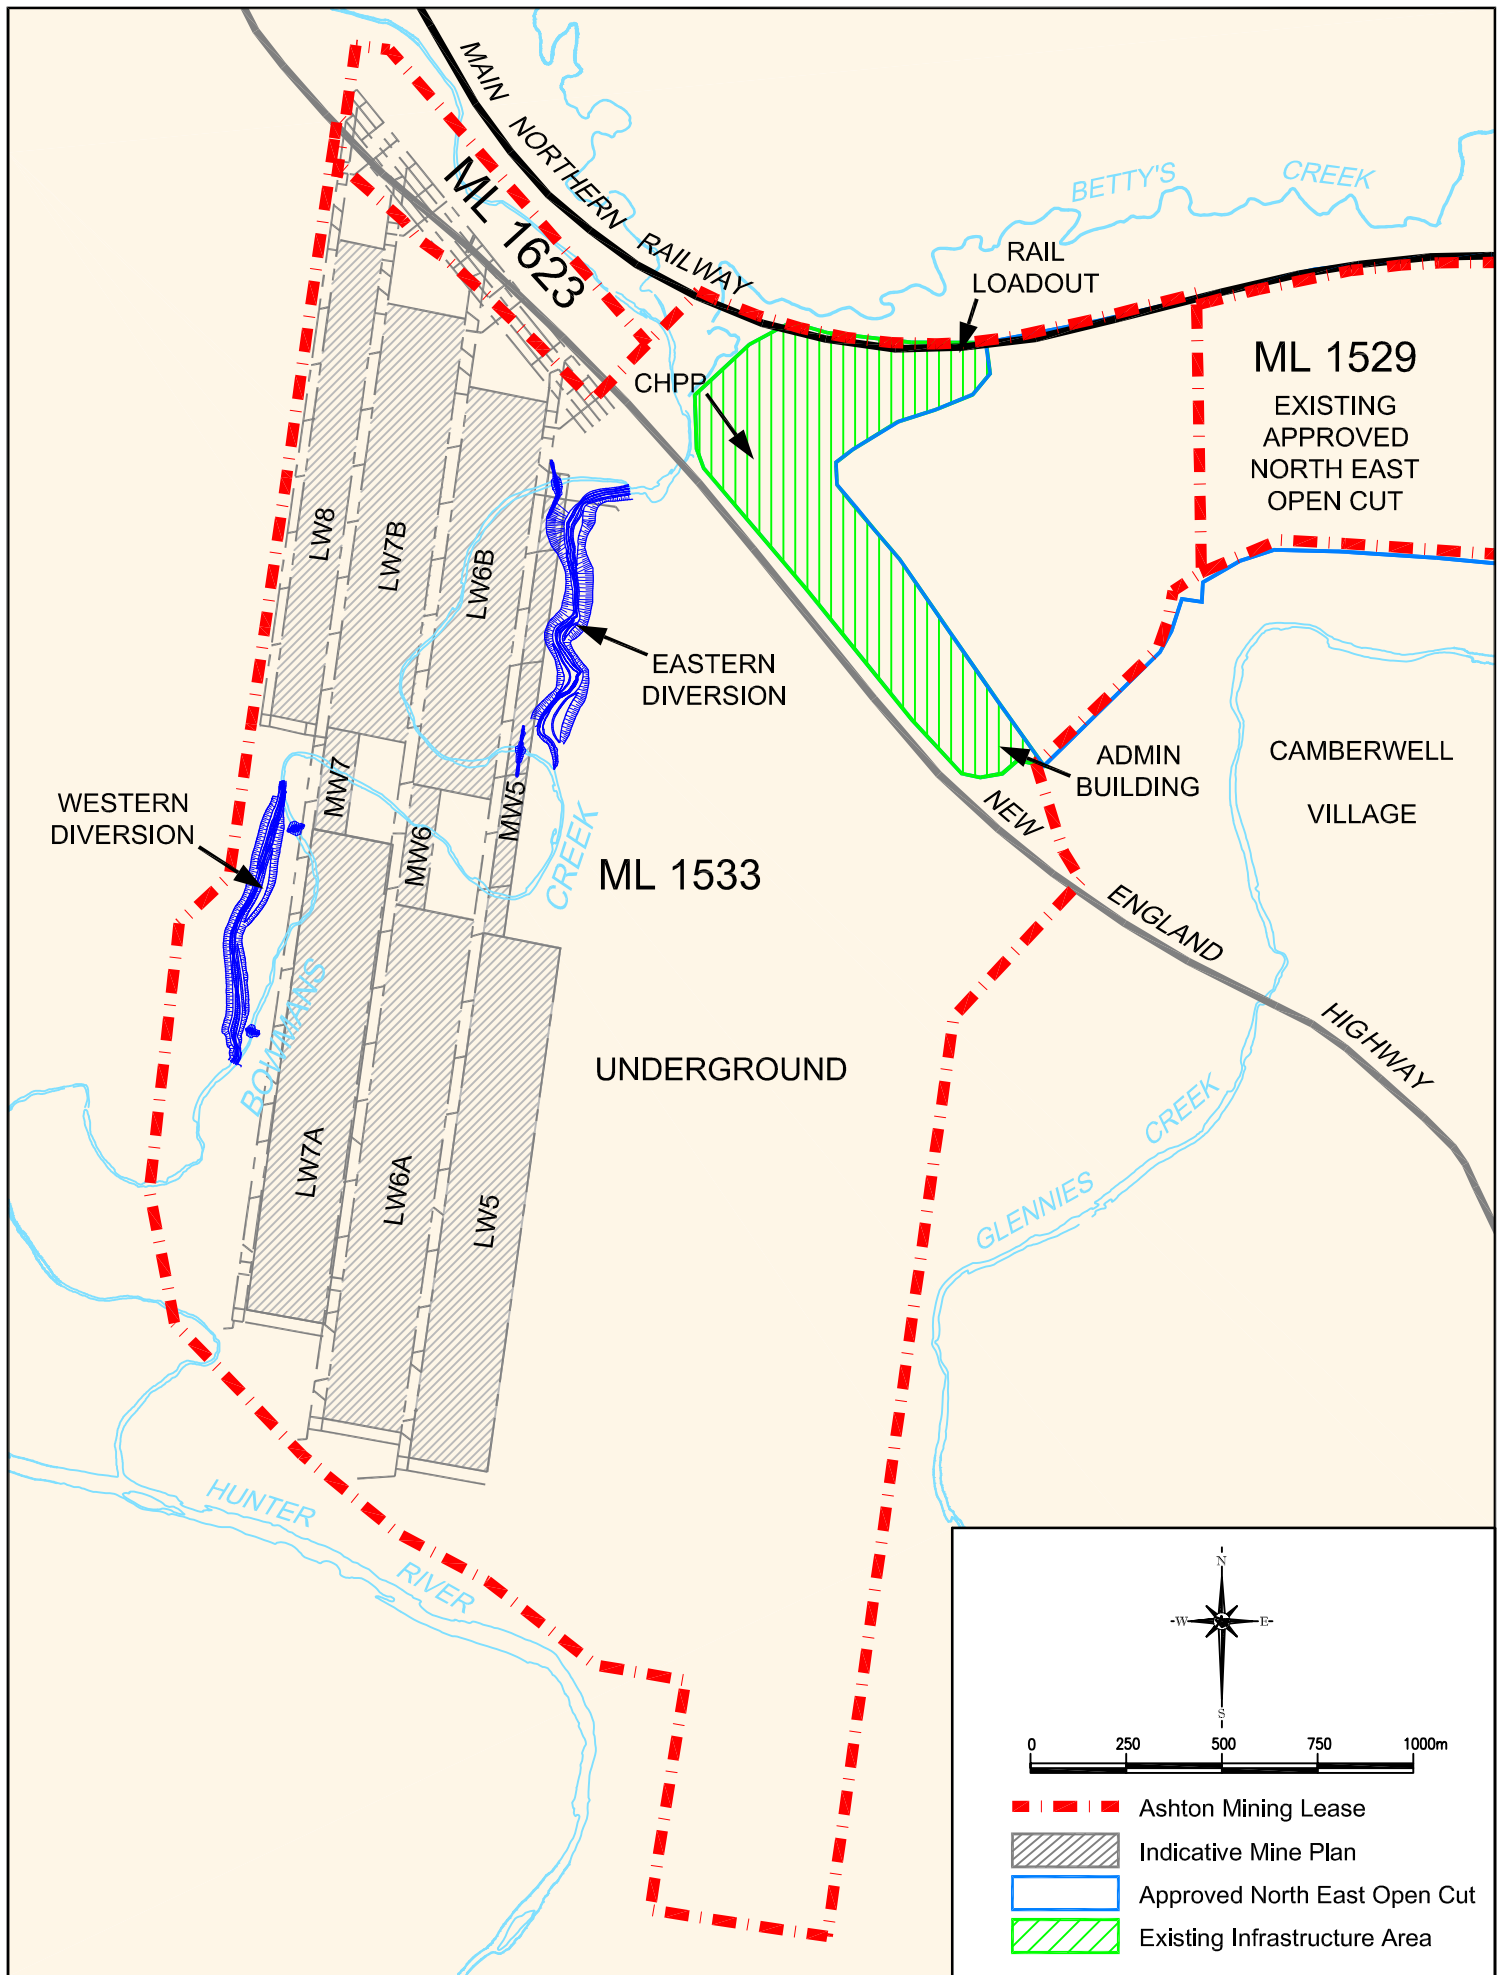 MAIN NORTHERN RAILWAY
ML 1623
BETTY'S CREEK
RAIL
LOADOUT
CHPP
ML 1529
EXISTING
APPROVED
NORTH EAST
OPEN CUT
LW8
LW7B
LW6B
EASTERN
DIVERSION
ADMIN
BUILDING
CAMBERWELL
VILLAGE
WESTERN
DIVERSION
MW7
MW6
MW5
ML 1533
BOWMANS CREEK
NEW ENGLAND HIGHWAY
UNDERGROUND
GLENNIES CREEK
LW7A
LW6A
LW5
HUNTER RIVER
N
W
E
S
0 250 500 750 1000m
Ashton Mining Lease
Indicative Mine Plan
Approved North East Open Cut
Existing Infrastructure Area